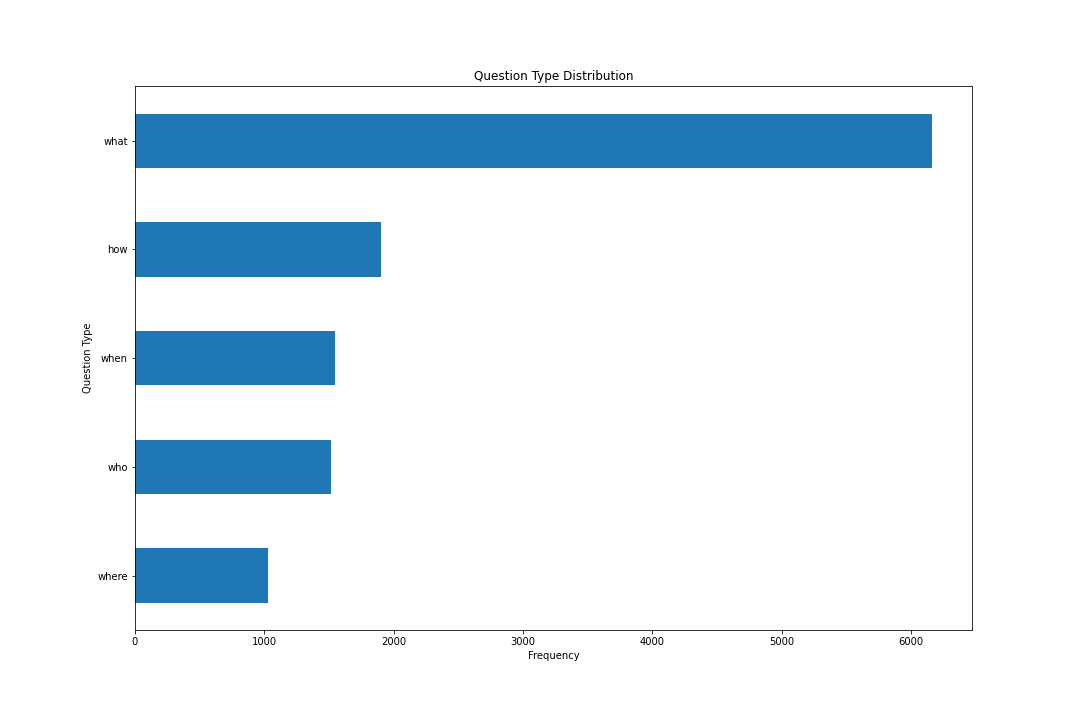 Question Type Distribution
what
how
when
who
where
Question Type
0 1000 2000 3000 4000 5000 6000
Frequency